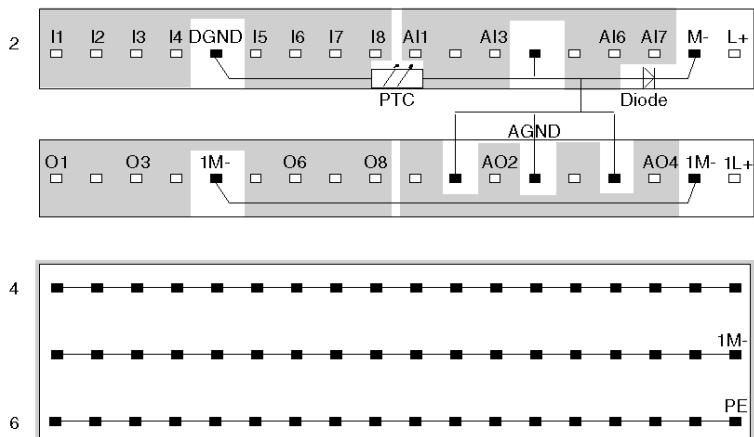 I1 I2 I3 I4 DGND I5 I6 I7 I8 AI1 AI3 AI6 AI7 M- L+
2
PTC Diode
AGND
O1 O3 1M- O6 O8 AO2 AO4 1M- 1L+
4
1M-
PE
6